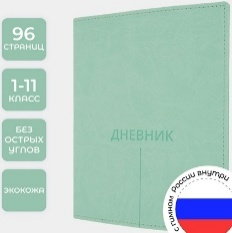 96
СТРАНИЦ
1-11
КЛАСС
БЕЗ
ОСТРЫХ
УГЛОВ
ЭКОКОЖА
ДНЕВНИК
С ГИМНОМ РОССИИ ВНУТРИ